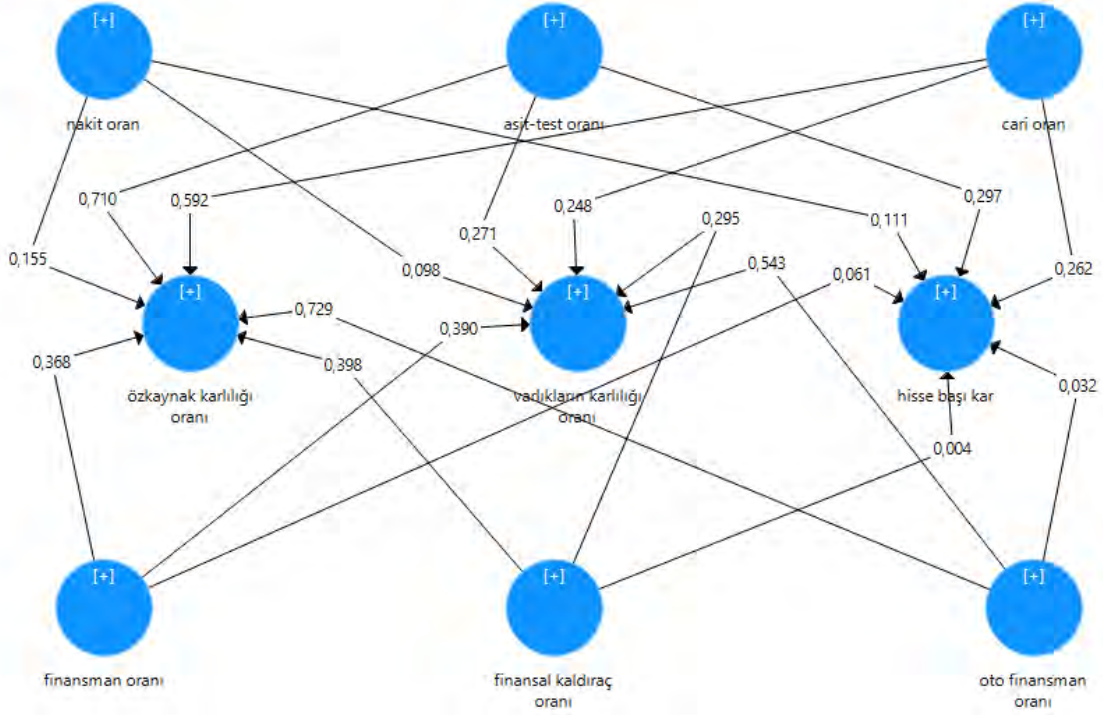 [+]
[+]
[+]
nakit oran
asit-test oranı
cari oran
0,710
0,592
0,248
0,295
0,297
0,111
0,155
0,271
0,098
0,543
0,061
0,262
[+]
[+]
[+]
0,729
0,390
0,368
0,398
0,032
özkaynak karlılığı
oranı
varlıkların karlılığı
oranı
hisse başı kar
0,004
[+]
[+]
[+]
finansman oranı
finansal kaldıraç
oranı
oto finansman
oranı